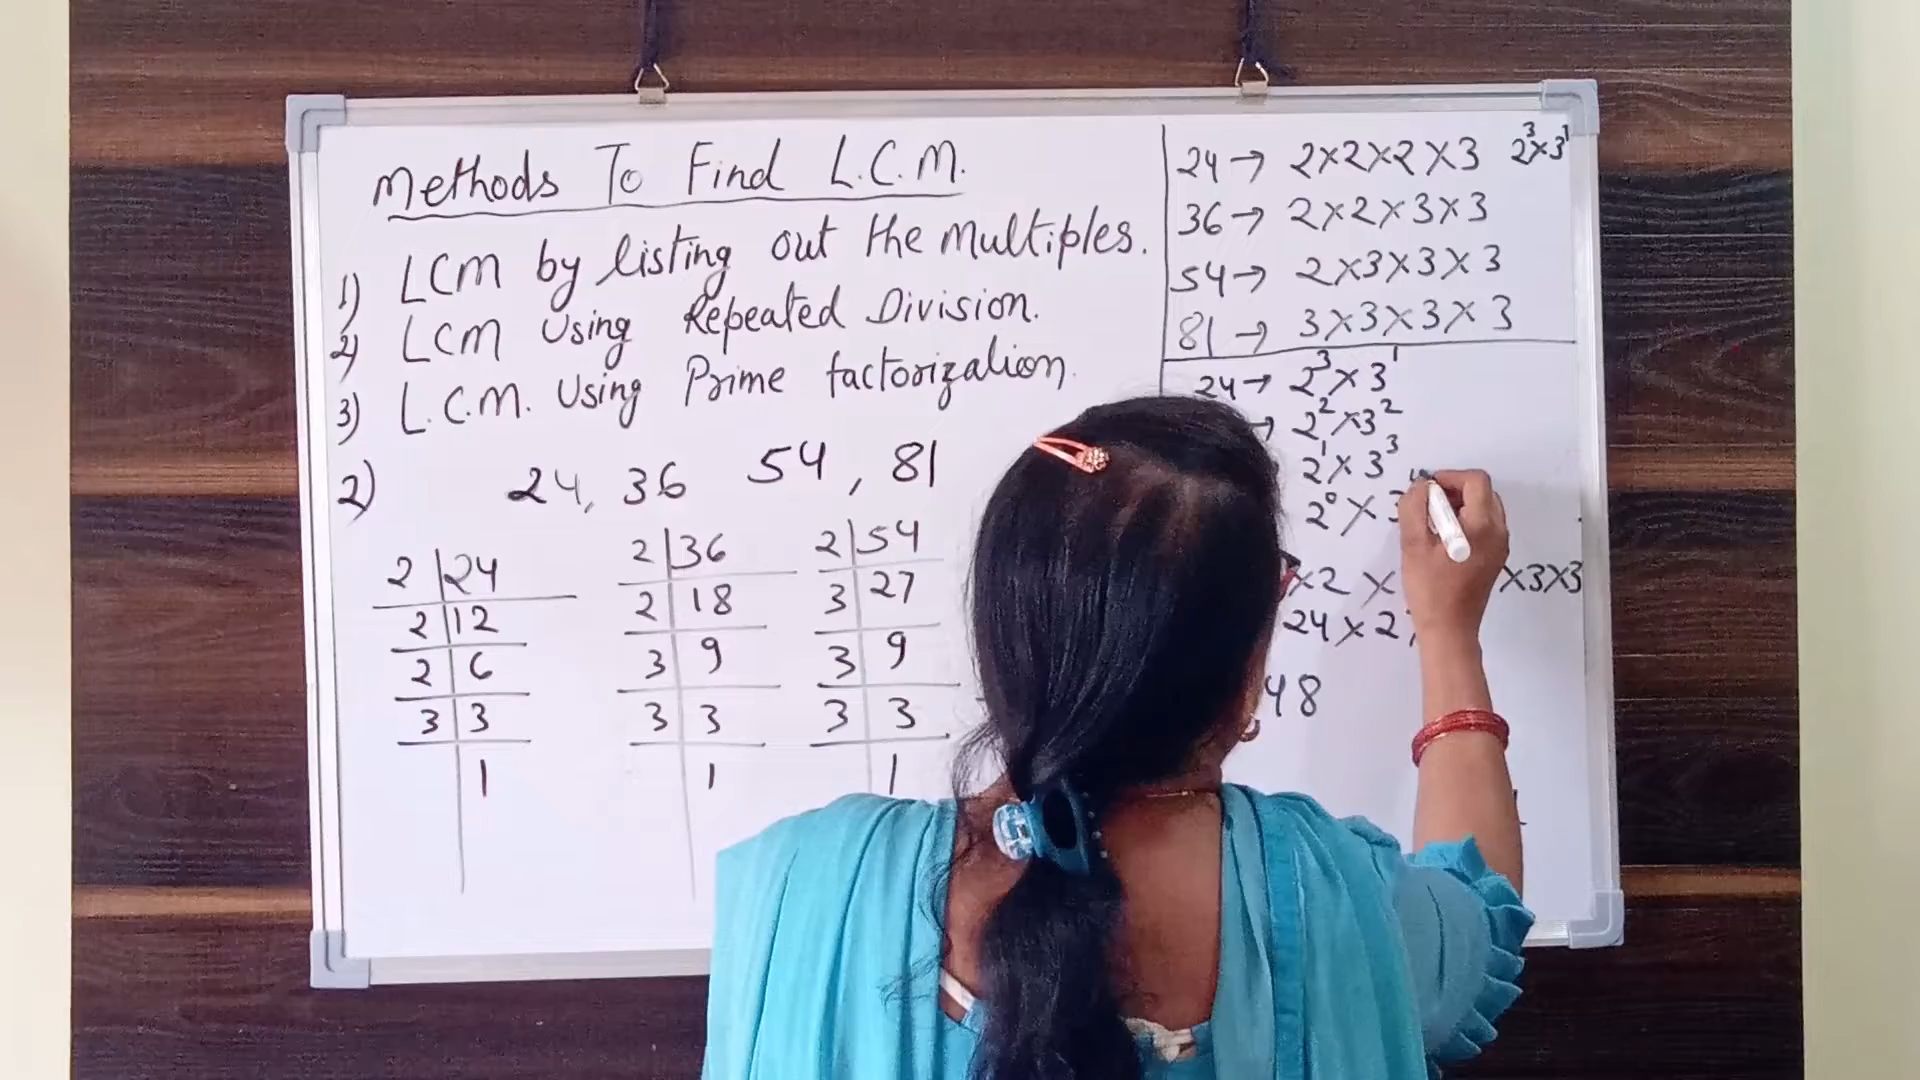 Methods To Find L.C.M.
1) LCM by listing out the multiples.
2) LCM Using Repeated Division.
3) L.C.M. Using Prime factorization.
2) 24, 36 54, 81
2 24
2 12
2 6
3 3
1
2 36
2 18
3 9
3 3
1
2 54
3 27
3 9
3 3
1
24 → 2×2×2×3 2³×3¹
36 → 2×2×3×3
54 → 2×3×3×3
81 → 3×3×3×3
24 → 2³×3¹
→ 2²×3²
2¹×3³
2⁰×3
×2× ×3×3
24×2
48